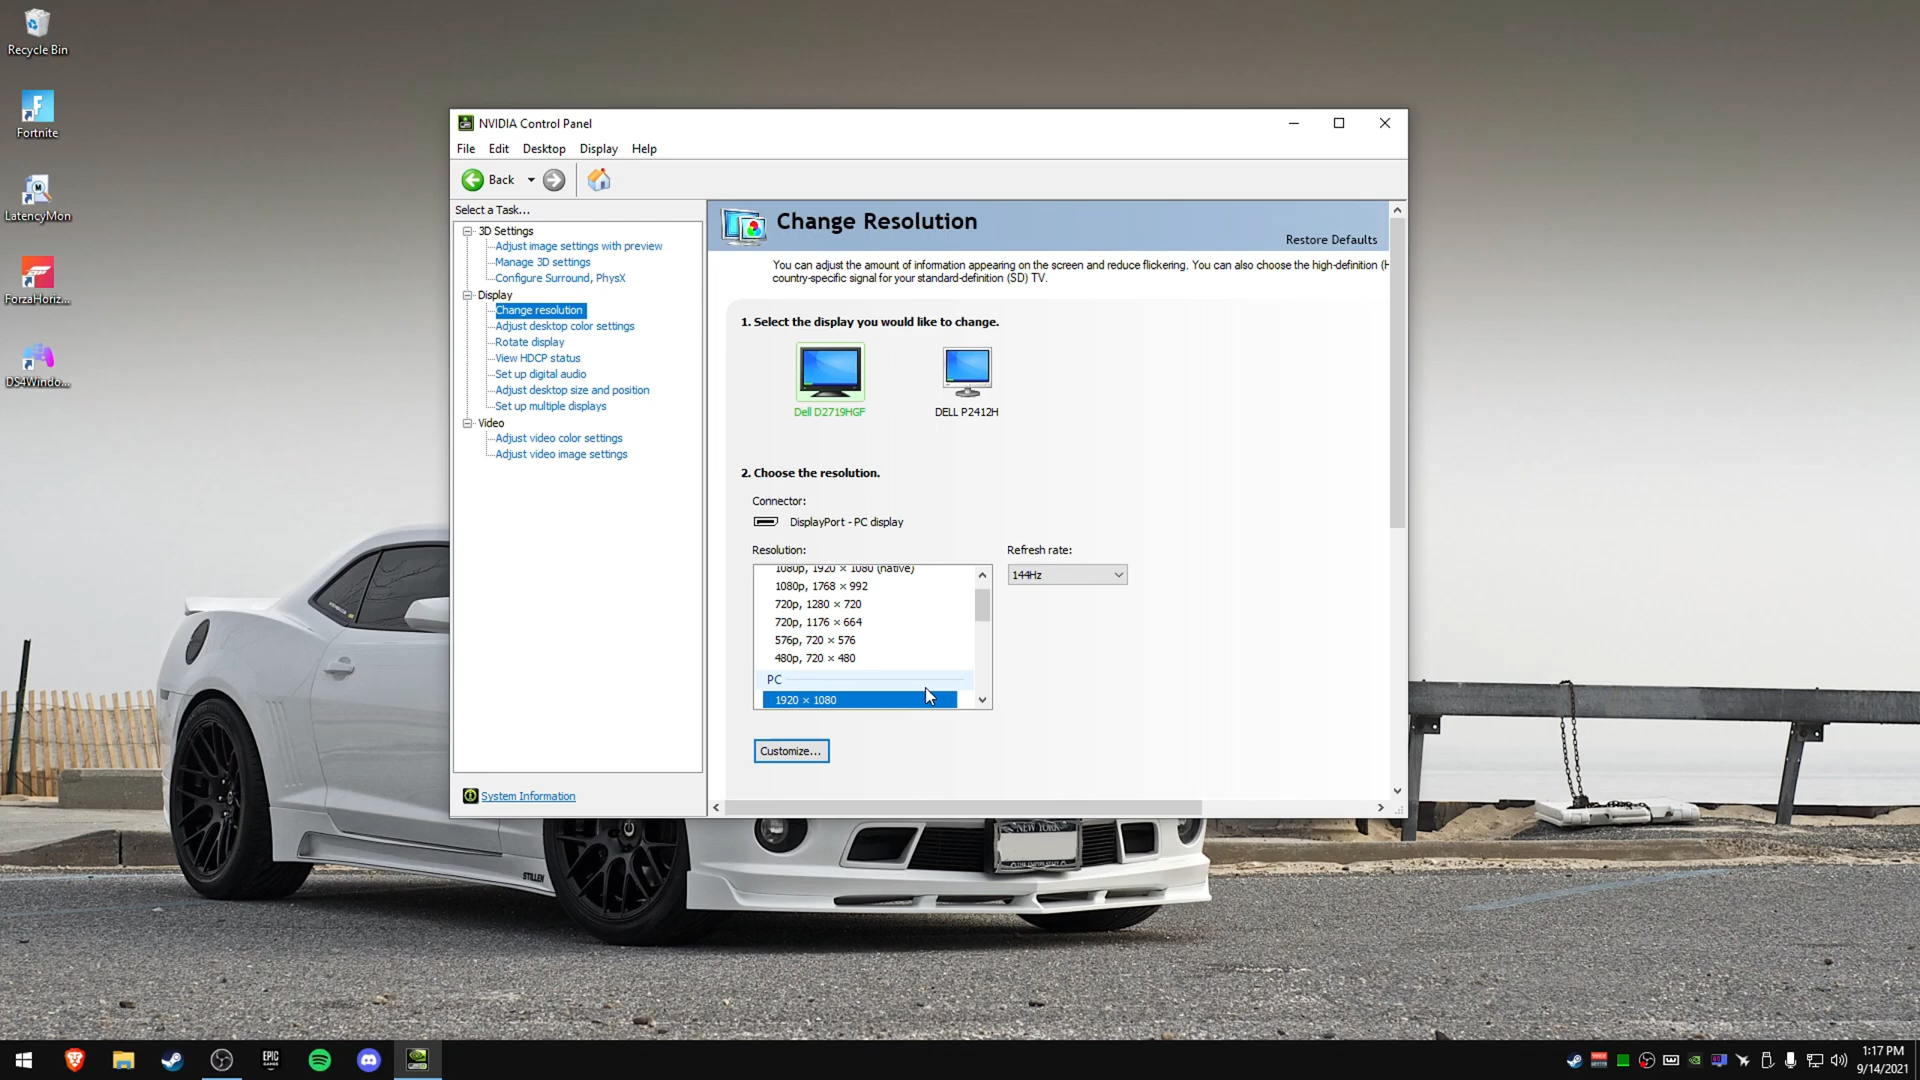 Recycle Bin
Fortnite
LatencyMon
ForzaHoriz...
DS4Windo...
NVIDIA Control Panel
File Edit Desktop Display Help
Back
Select a Task...
3D Settings
Adjust image settings with preview
Manage 3D settings
Configure Surround, PhysX
Display
Change resolution
Adjust desktop color settings
Rotate display
View HDCP status
Set up digital audio
Adjust desktop size and position
Set up multiple displays
Video
Adjust video color settings
Adjust video image settings
System Information
Change Resolution
Restore Defaults
You can adjust the amount of information appearing on the screen and reduce flickering. You can also choose the high-definition (H
country-specific signal for your standard-definition (SD) TV.
1. Select the display you would like to change.
Dell D2719HGF
DELL P2412H
2. Choose the resolution.
Connector:
DisplayPort - PC display
Resolution:
Refresh rate:
1080p, 1920 × 1080 (native)
144Hz
1080p, 1768 × 992
720p, 1280 × 720
720p, 1176 × 664
576p, 720 × 576
480p, 720 × 480
PC
1920 × 1080
Customize...
NEW YORK
STILLEN
EPIC
GAMES
1:17 PM
9/14/2021